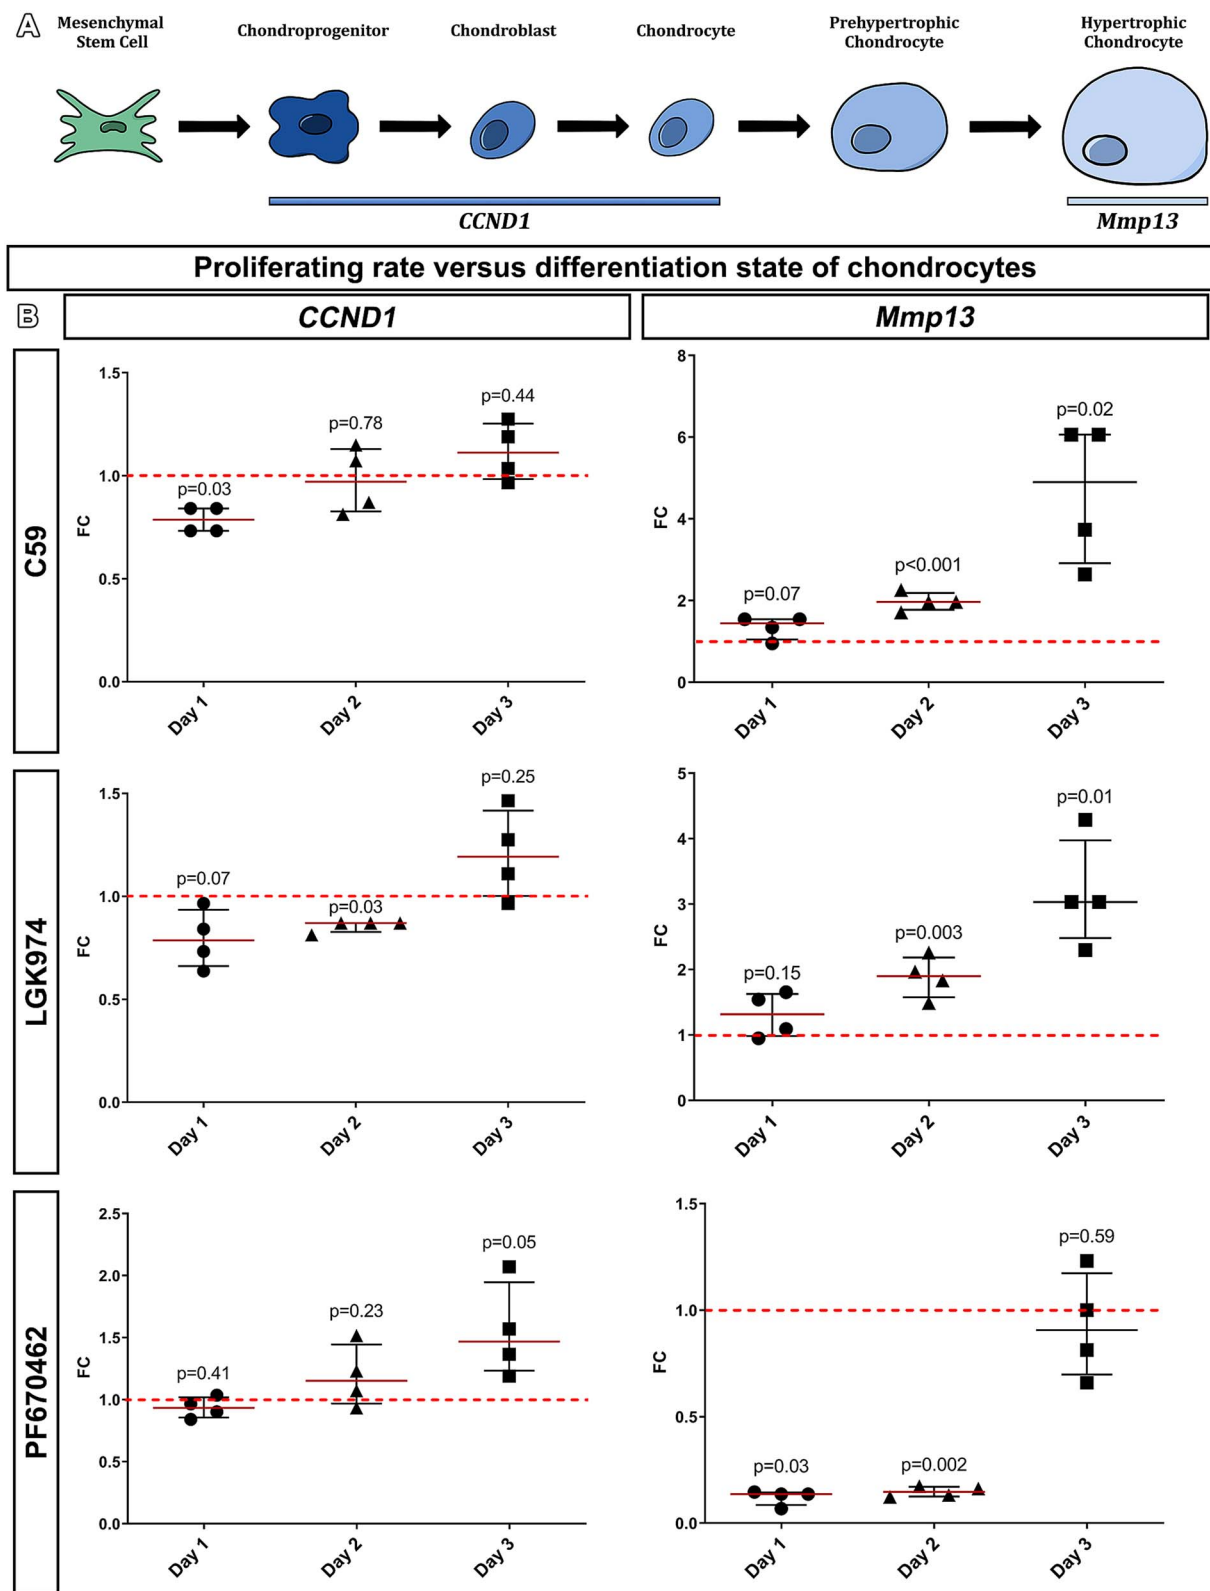 A
Mesenchymal
Stem Cell
Chondroprogenitor
Chondroblast
Chondrocyte
Prehypertrophic
Chondrocyte
Hypertrophic
Chondrocyte
CCND1
Mmp13
Proliferating rate versus differentiation state of chondrocytes
B
CCND1
Mmp13
C59
FC
1.5
1.0
0.5
0.0
p=0.03
p=0.78
p=0.44
Day 1
Day 2
Day 3
FC
8
6
4
2
0
p=0.07
p<0.001
p=0.02
Day 1
Day 2
Day 3
LGK974
FC
1.5
1.0
0.5
0.0
p=0.07
p=0.03
p=0.25
Day 1
Day 2
Day 3
FC
5
4
3
2
1
0
p=0.15
p=0.003
p=0.01
Day 1
Day 2
Day 3
PF670462
FC
2.5
2.0
1.5
1.0
0.5
0.0
p=0.41
p=0.23
p=0.05
Day 1
Day 2
Day 3
FC
1.5
1.0
0.5
0.0
p=0.03
p=0.002
p=0.59
Day 1
Day 2
Day 3